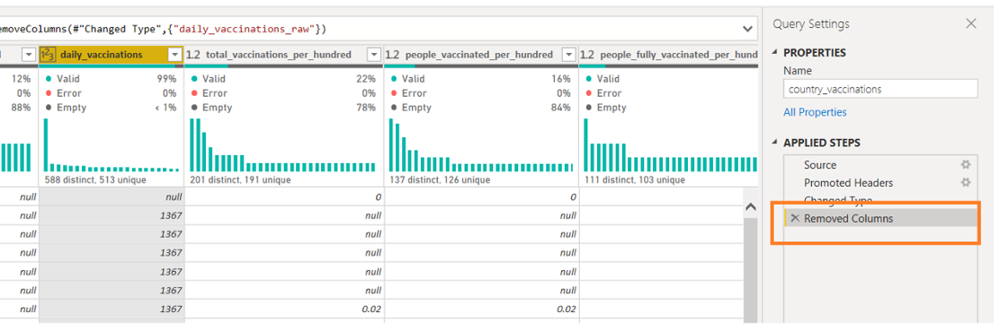 emoveColumns(#"Changed Type",{"daily_vaccinations_raw"})
Query Settings
PROPERTIES
Name
country_vaccinations
All Properties
APPLIED STEPS
Source
Promoted Headers
Changed Type
Removed Columns
1 2 3 daily_vaccinations 1.2 total_vaccinations_per_hundred 1.2 people_vaccinated_per_hundred 1.2 people_fully_vaccinated_per_hund
12% Valid 99% Valid 22% Valid 16% Valid
0% Error 0% Error 0% Error 0% Error
88% Empty < 1% Empty 78% Empty 84% Empty
588 distinct, 513 unique 201 distinct, 191 unique 137 distinct, 126 unique 111 distinct, 103 unique
null null 0 0
null 1367 null null
null 1367 null null
null 1367 null null
null 1367 null null
null 1367 null null
null 1367 0.02 0.02